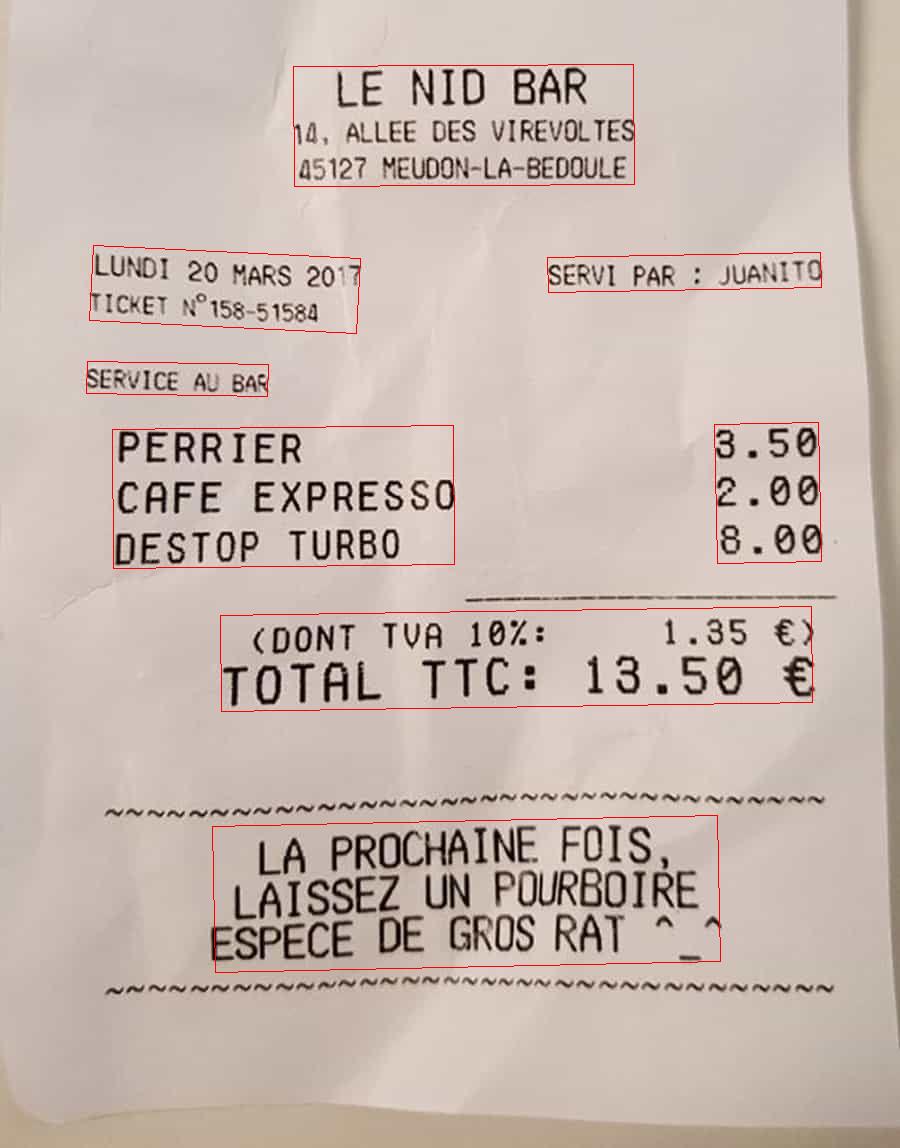 LE NID BAR
14, ALLEE DES VIREVOLTES
45127 MEUDON-LA-BEDOULE
LUNDI 20 MARS 2017
SERVI PAR : JUANITO
TICKET N°158-51584
SERVICE AU BAR
PERRIER 3.50
CAFE EXPRESSO 2.00
DESTOP TURBO 8.00
(DONT TVA 10%: 1.35 €)
TOTAL TTC: 13.50 €
~~~~~~~~~~~~~~~~~~~~~~~~~~~~~~~~~~
LA PROCHAINE FOIS,
LAISSEZ UN POURBOIRE
ESPECE DE GROS RAT ^_^
~~~~~~~~~~~~~~~~~~~~~~~~~~~~~~~~~~